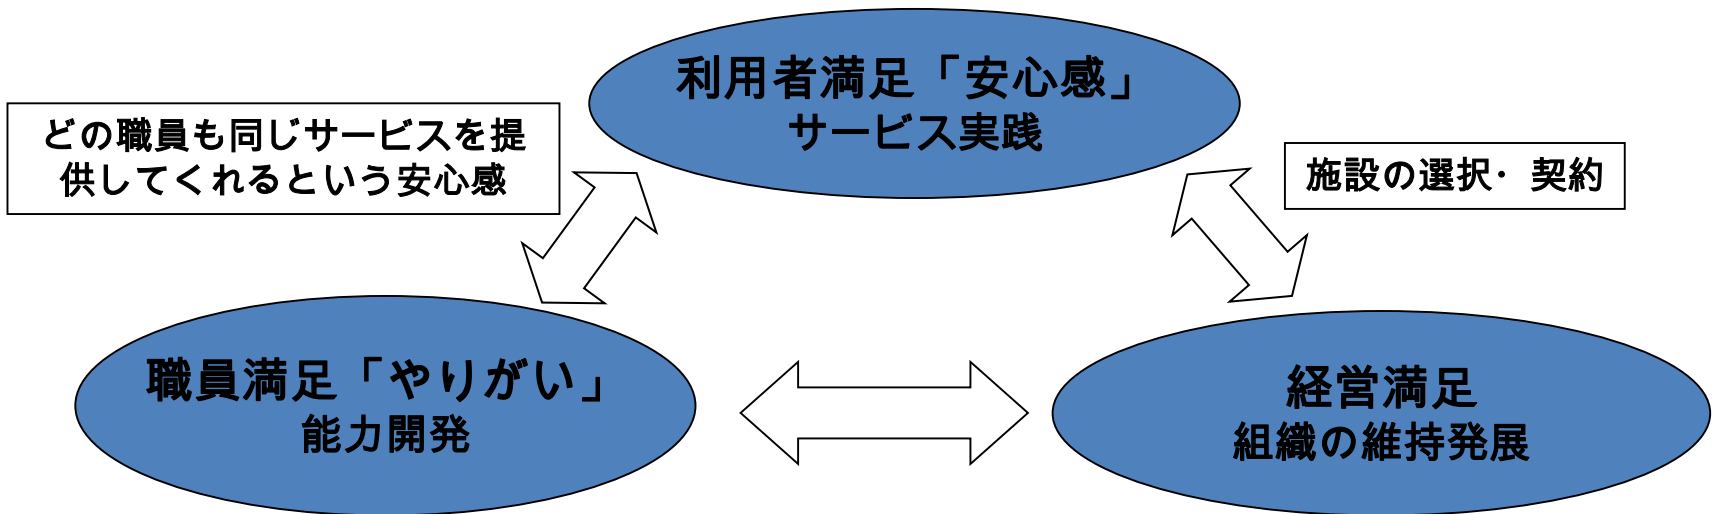 利用者満足「安心感」
サービス実践
どの職員も同じサービスを提
供してくれるという安心感
施設の選択・契約
職員満足「やりがい」
能力開発
経営満足
組織の維持発展